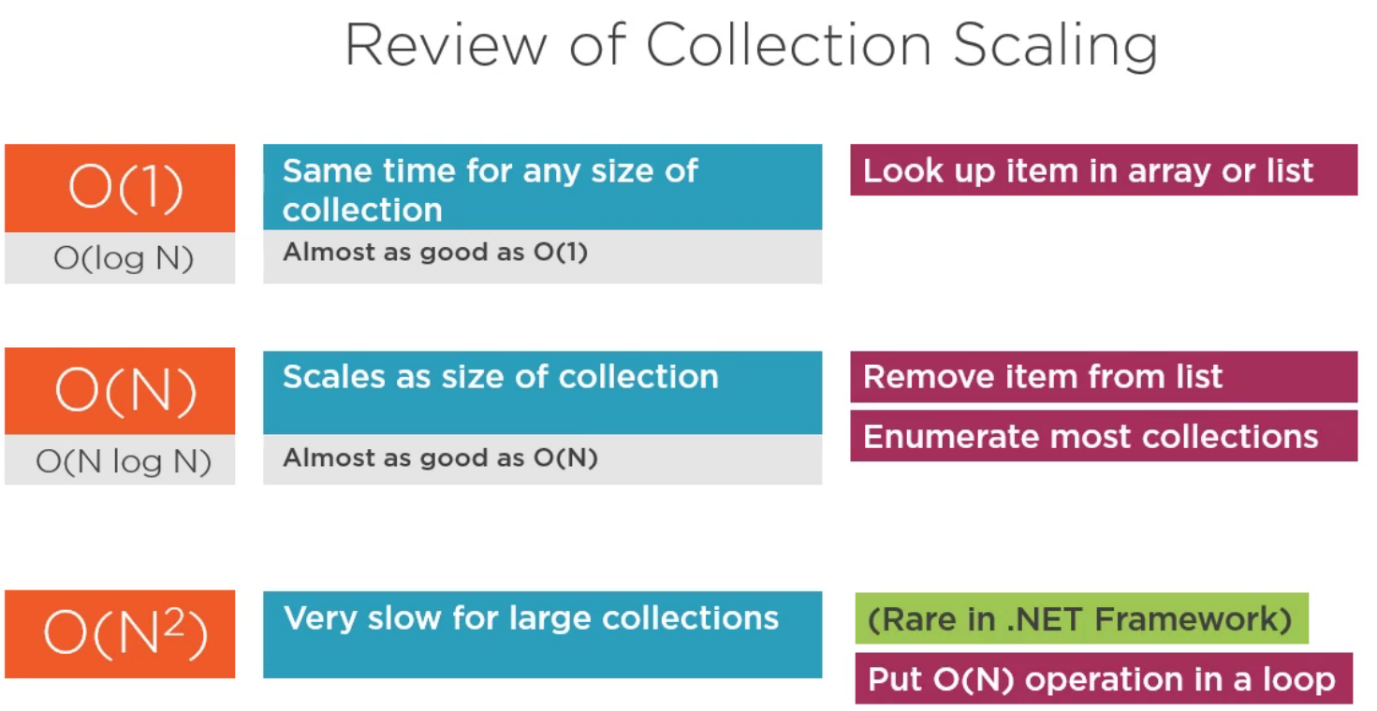 Review of Collection Scaling
O(1)
Same time for any size of
collection
Look up item in array or list
O(log N)
Almost as good as O(1)
O(N)
Scales as size of collection
Remove item from list
Enumerate most collections
O(N log N)
Almost as good as O(N)
O(N²)
Very slow for large collections
(Rare in .NET Framework)
Put O(N) operation in a loop